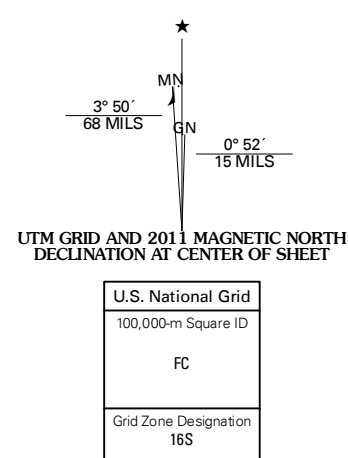 ★
MN
3° 50´
68 MILS
GN
0° 52´
15 MILS
UTM GRID AND 2011 MAGNETIC NORTH
DECLINATION AT CENTER OF SHEET
U.S. National Grid
100,000-m Square ID
FC
Grid Zone Designation
16S